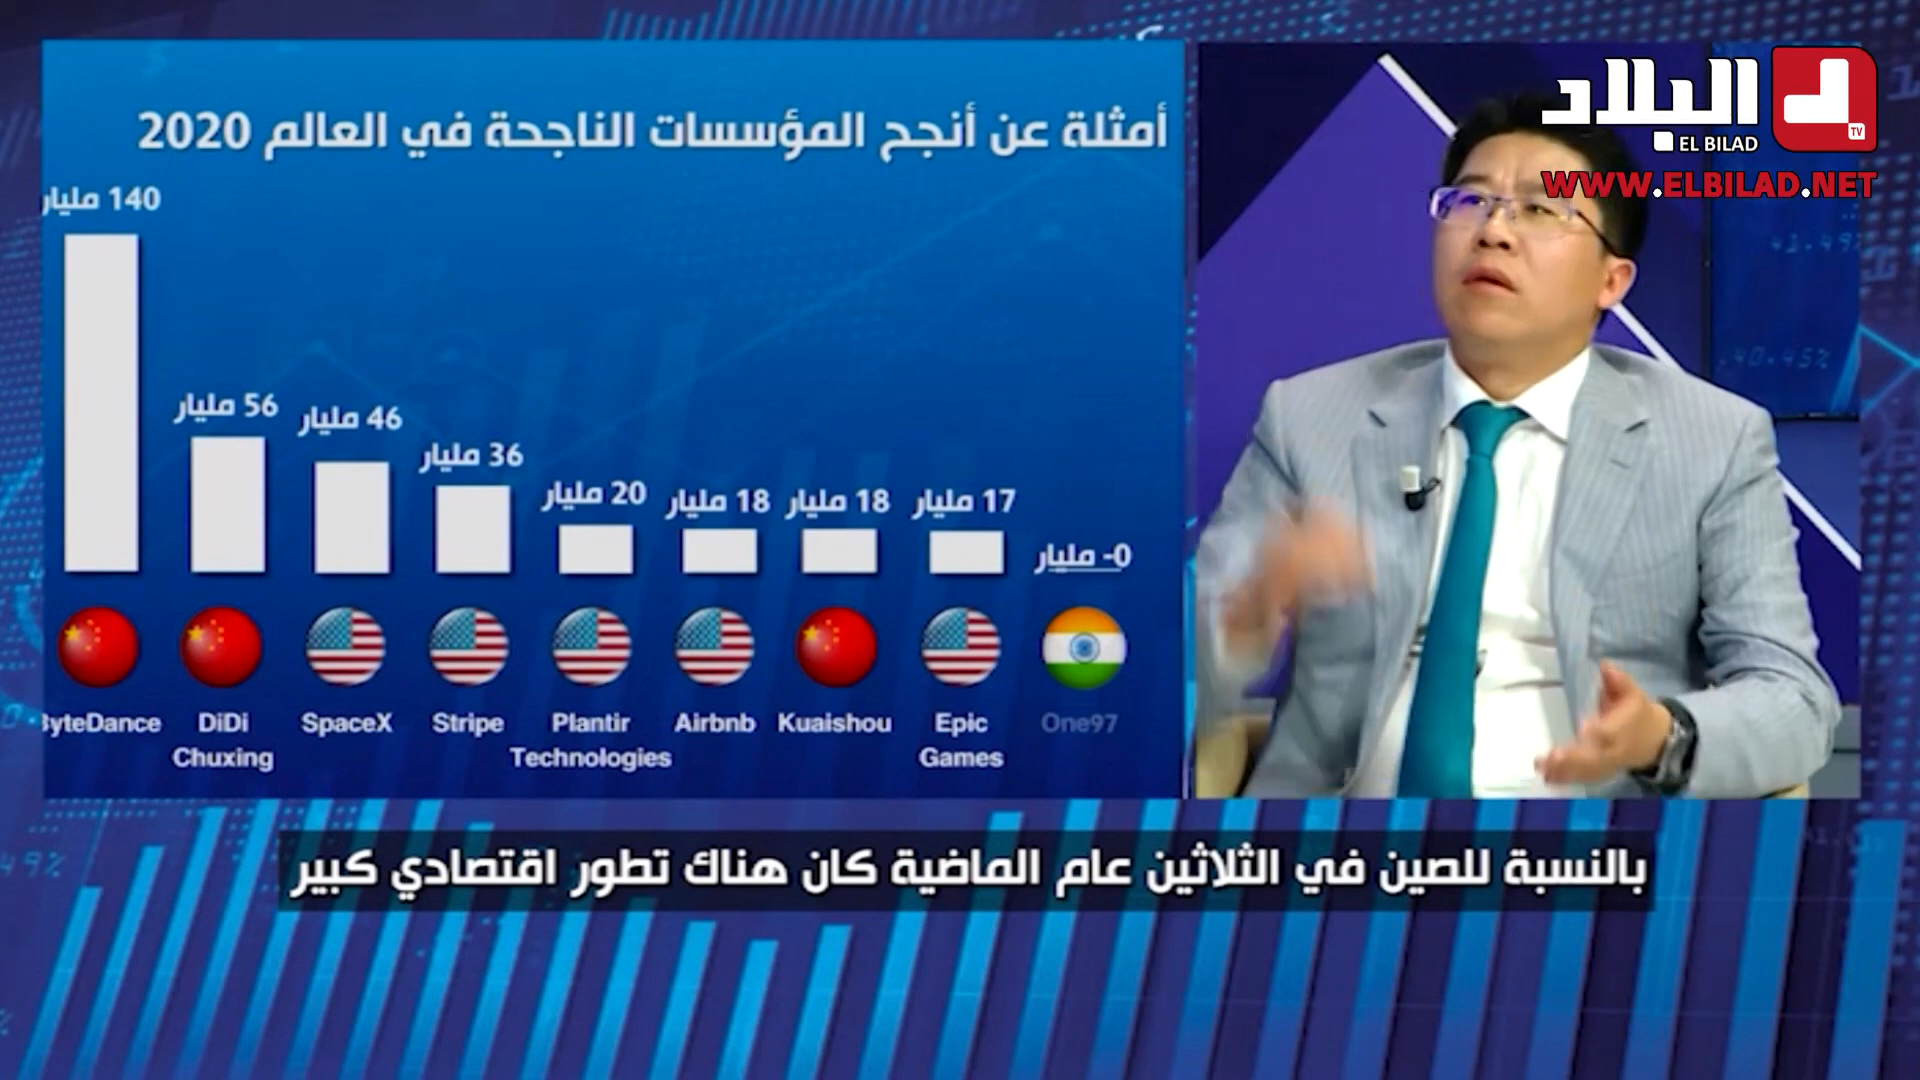 البلاد
EL BILAD
TV
WWW.ELBILAD.NET
أمثلة عن أنجح المؤسسات الناجحة في العالم 2020
140 مليار
56 مليار
46 مليار
36 مليار
20 مليار
18 مليار
18 مليار
17 مليار
0- مليار
ByteDance
DiDi Chuxing
SpaceX
Stripe
Plantir Technologies
Airbnb
Kuaishou
Epic Games
One97
بالنسبة للصين في الثلاثين عام الماضية كان هناك تطور اقتصادي كبير